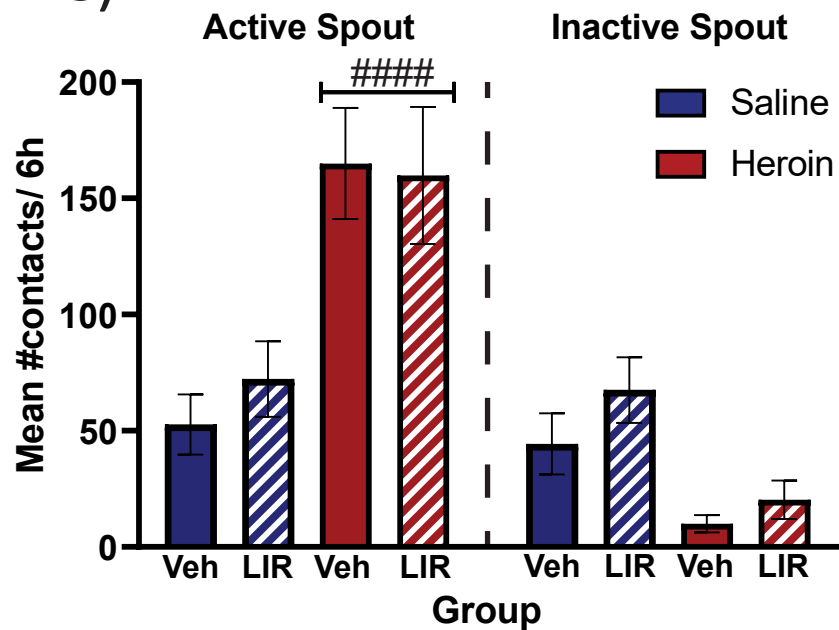 Active Spout
Inactive Spout
####
Saline
Heroin
Mean #contacts/ 6h
200
150
100
50
0
Veh LIR Veh LIR
Veh LIR Veh LIR
Group